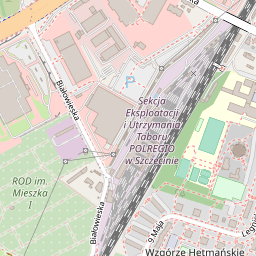 Białowieska
Sekcja
Eksploatacji
i Utrzymania
Taboru
POLREGIO
w Szczecinie
ROD im.
Mieszka
I
Białowieska
9 Maja
Wzgórze Hetmańskie